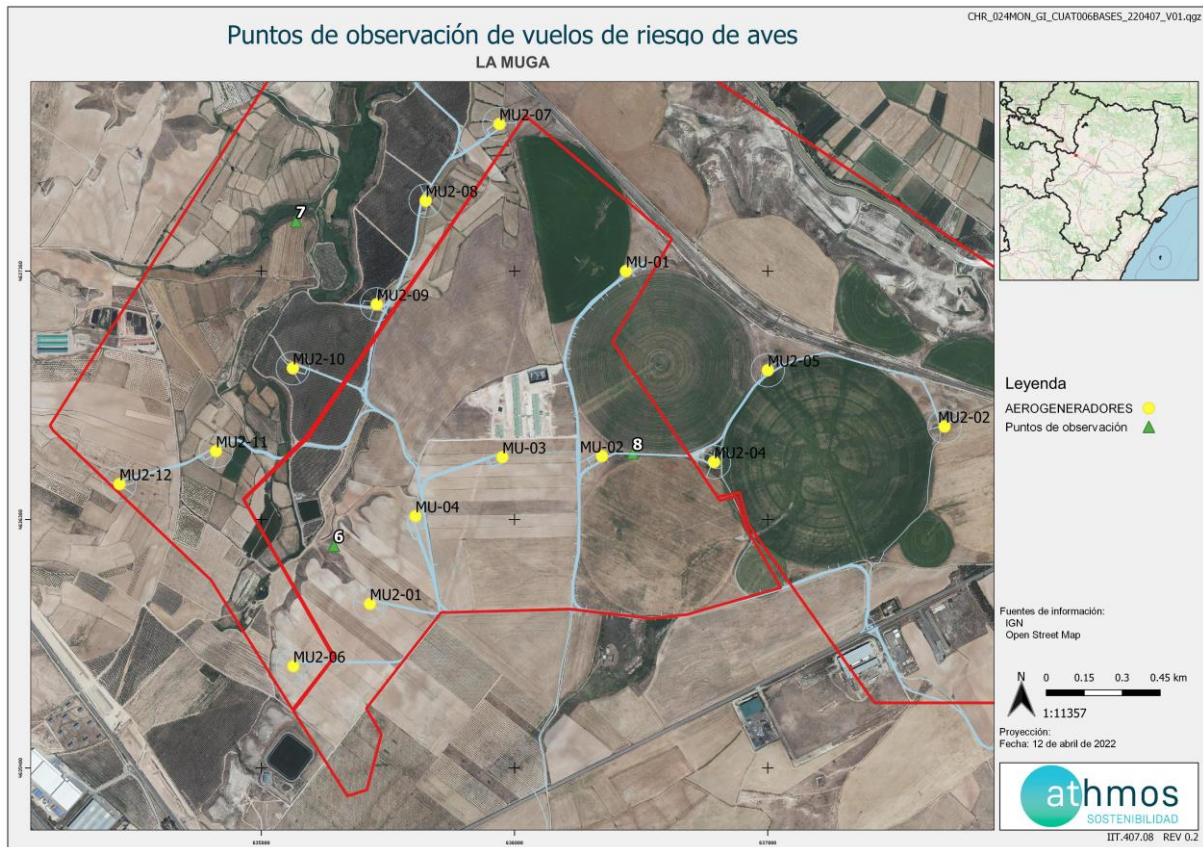 CHR_024MON_GI_CUAT006BASES_220407_V01.qgz
Puntos de observación de vuelos de riesgo de aves
LA MUGA
MU2-07
MU2-08
7
MU-01
MU2-09
MU2-10
MU2-05
MU2-02
MU2-11
MU-03
MU-02
8
MU2-04
MU2-12
MU-04
6
MU2-01
MU2-06
Leyenda
AEROGENERADORES
Puntos de observación
Fuentes de información:
IGN
Open Street Map
N
0 0.15 0.3 0.45 km
1:11357
Proyección:
Fecha: 12 de abril de 2022
athmos
SOSTENIBILIDAD
IIT.407.08 REV 0.2